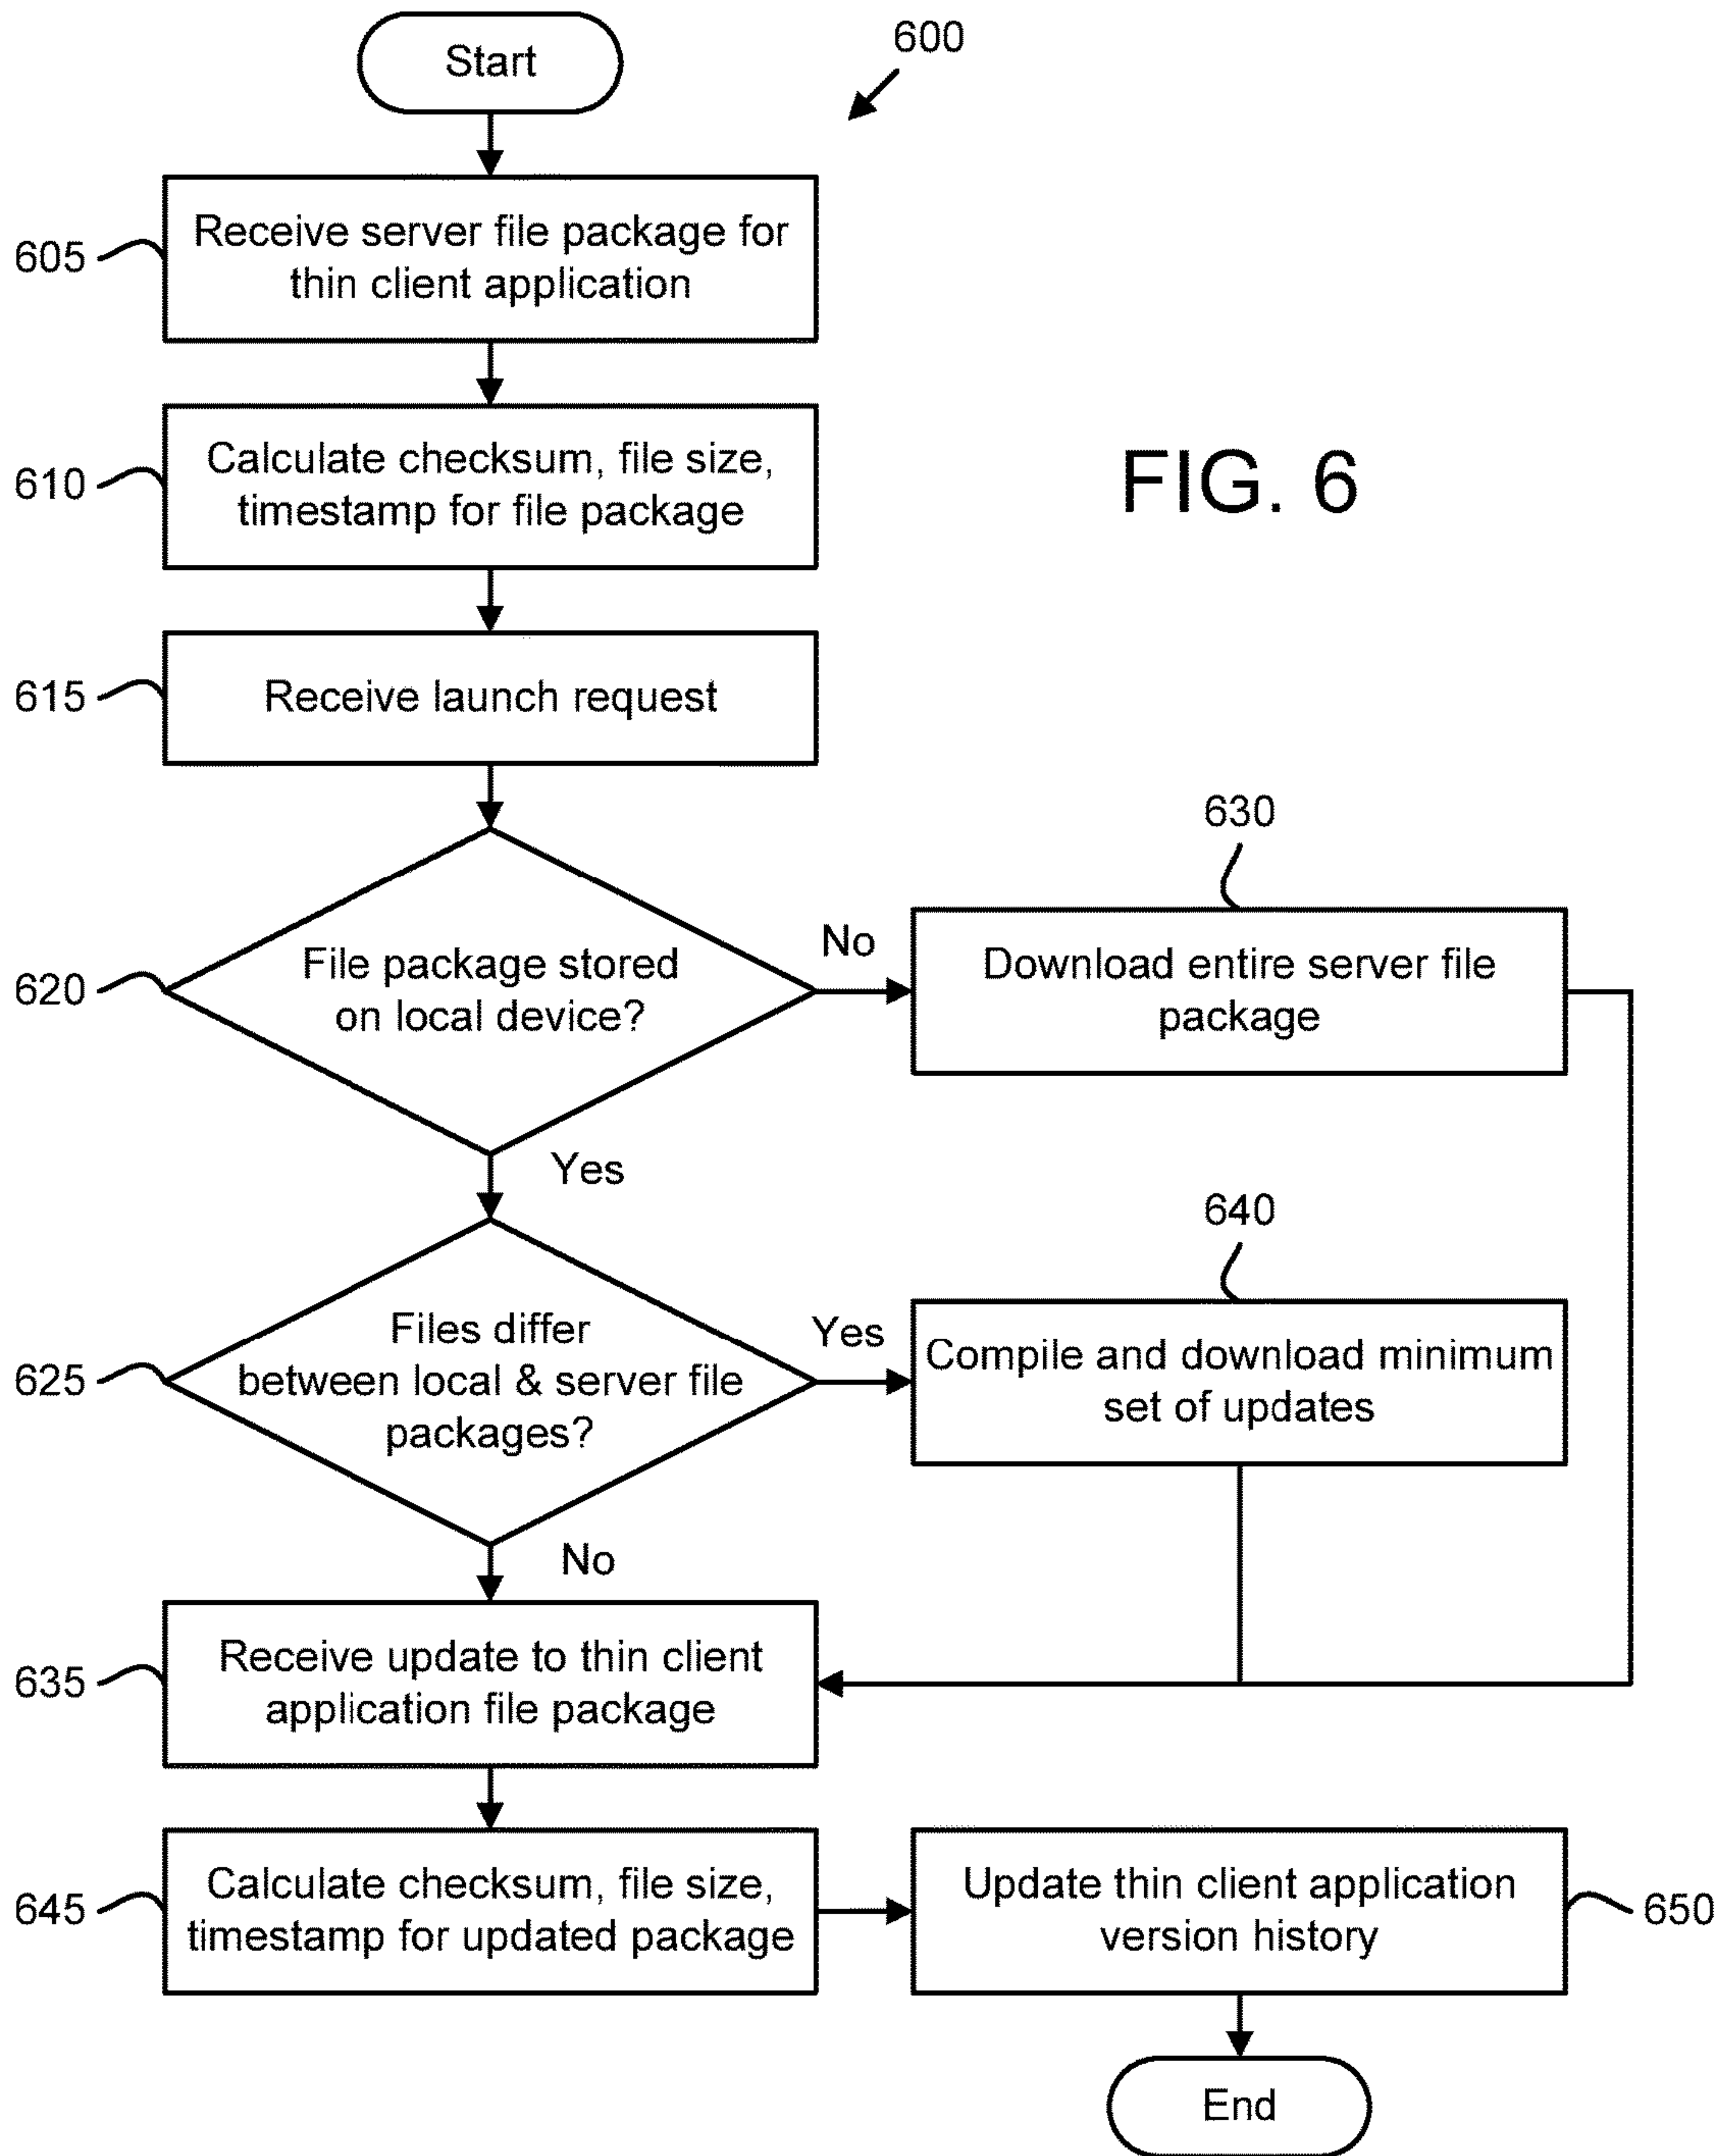 Start
600
605
Receive server file package for
thin client application
610
Calculate checksum, file size,
timestamp for file package
FIG. 6
615
Receive launch request
620
File package stored
on local device?
No
630
Download entire server file
package
Yes
625
Files differ
between local & server file
packages?
Yes
640
Compile and download minimum
set of updates
No
635
Receive update to thin client
application file package
645
Calculate checksum, file size,
timestamp for updated package
Update thin client application
version history
650
End